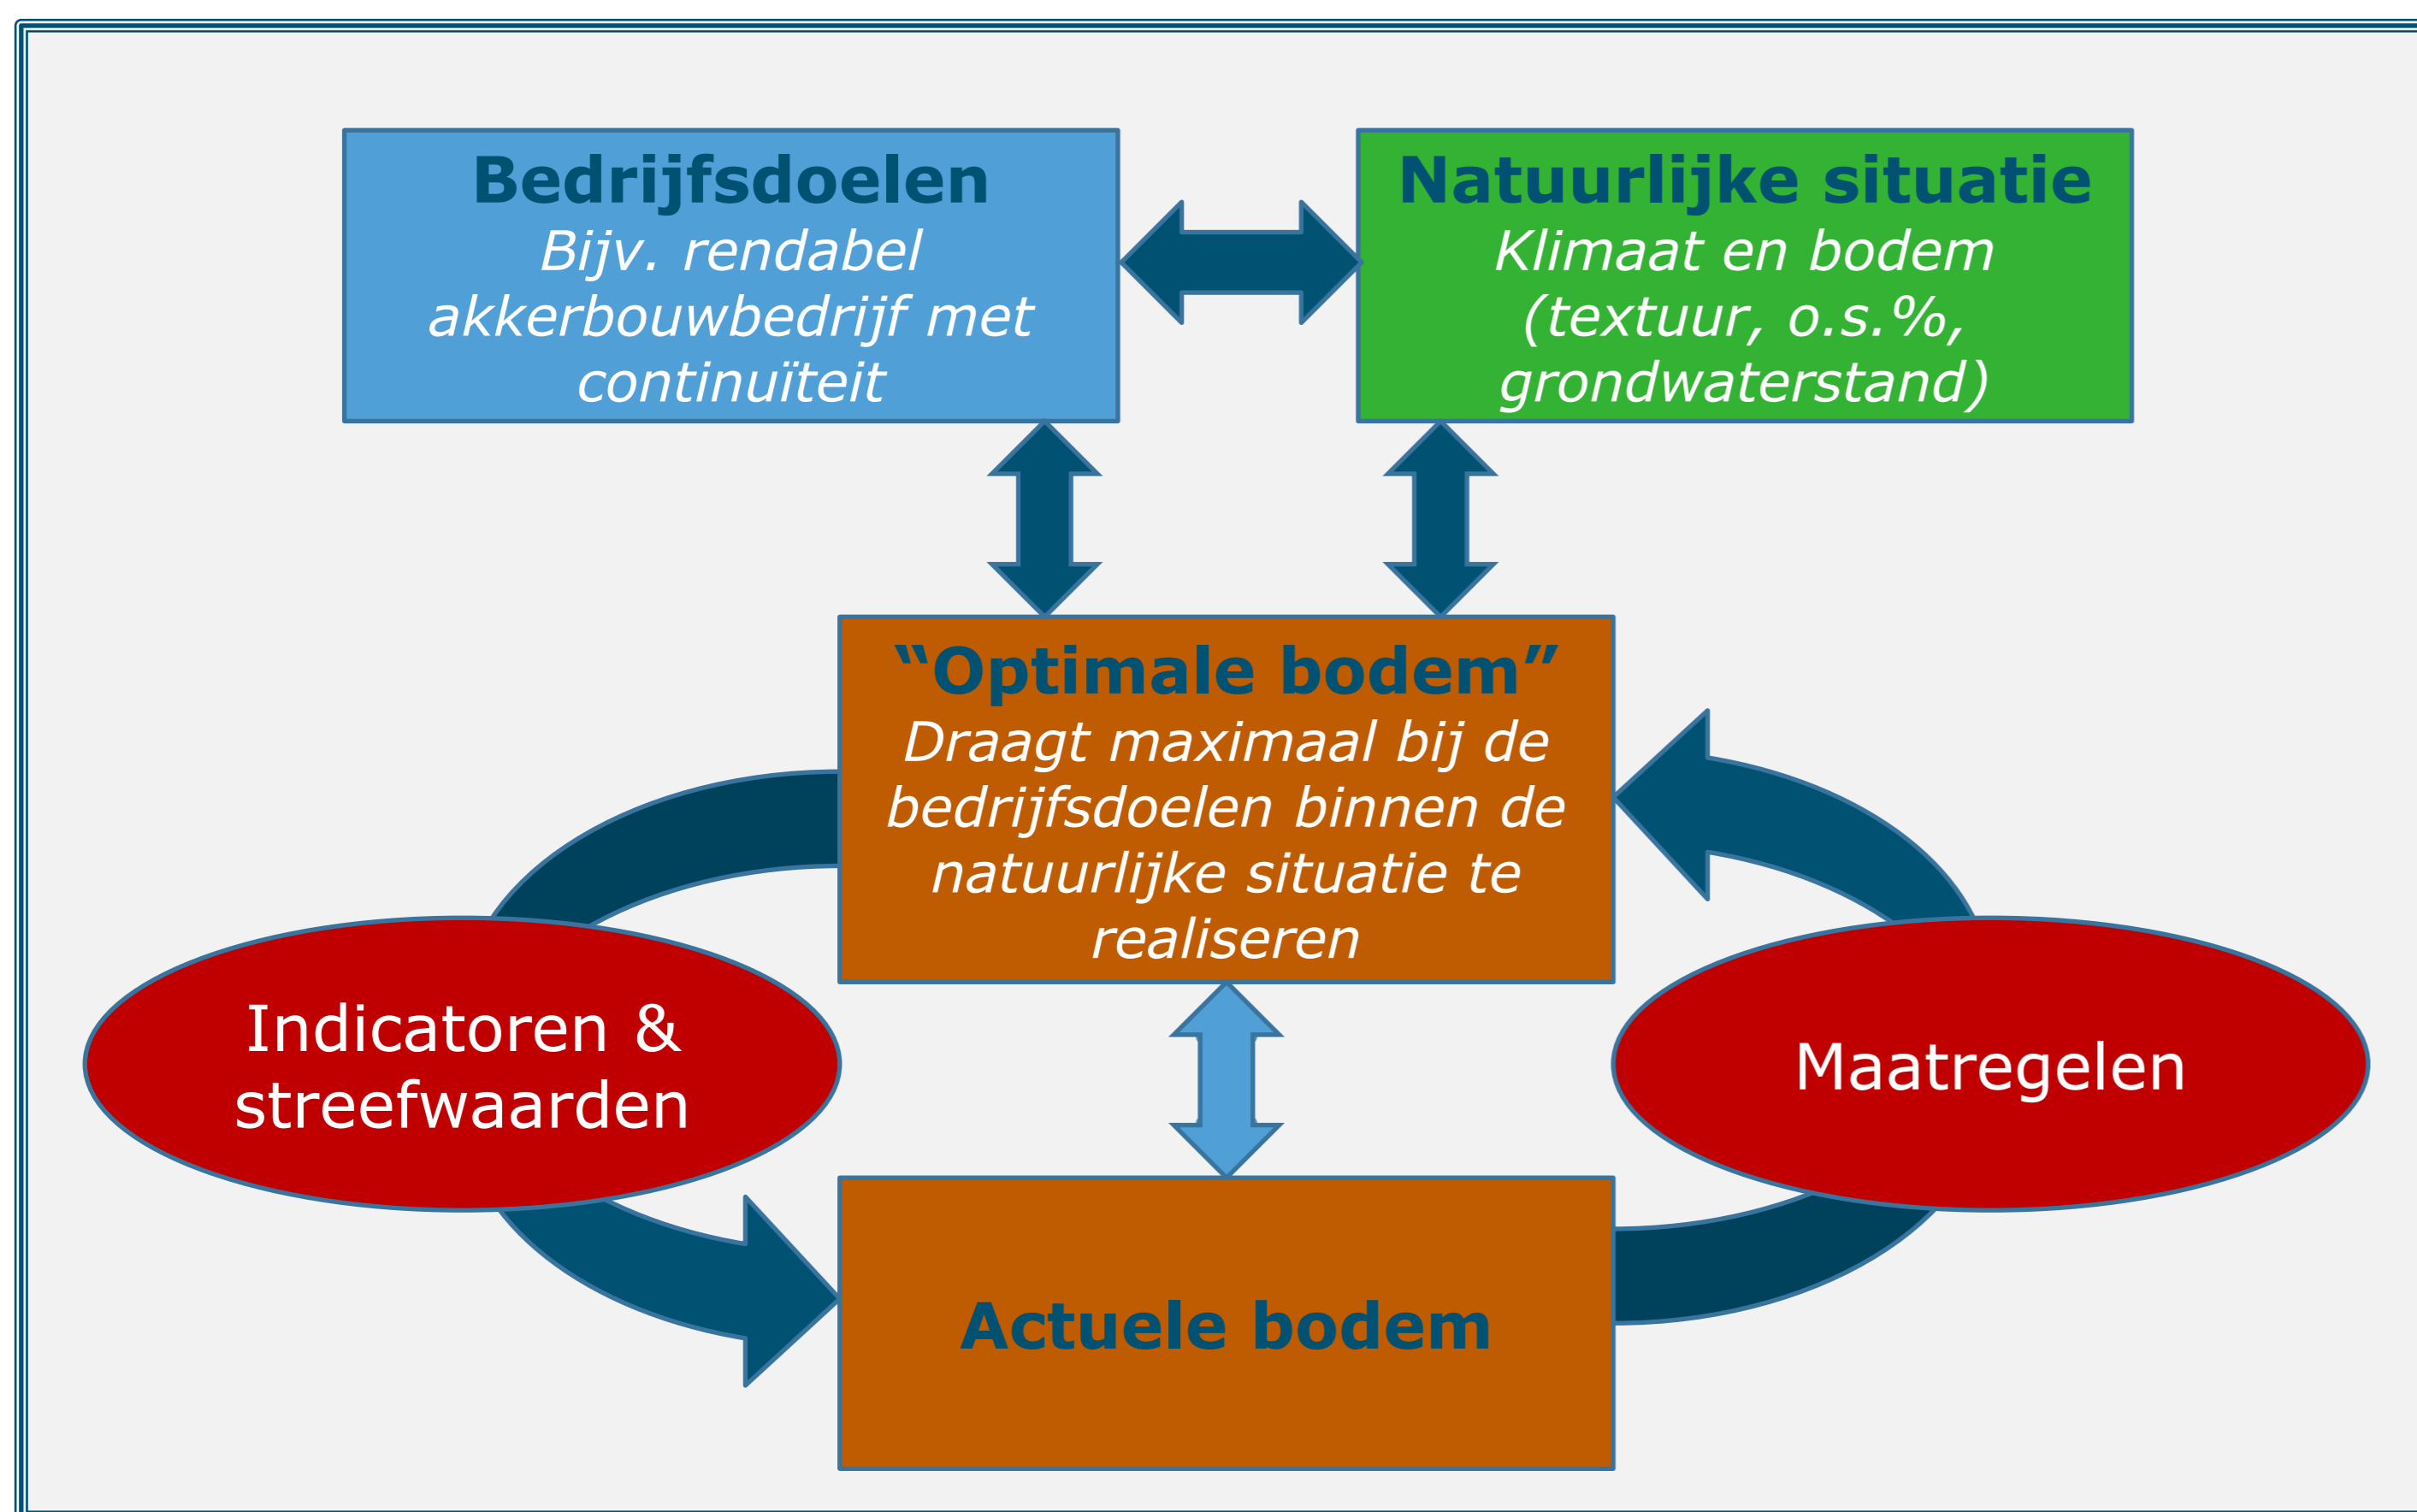 Bedrijfsdoelen
Bijv. rendabel
akkerbouwbedrijf met
continuïteit
Natuurlijke situatie
Klimaat en bodem
(textuur, o.s.%,
grondwaterstand)
“Optimale bodem”
Draagt maximaal bij de
bedrijfsdoelen binnen de
natuurlijke situatie te
realiseren
Indicatoren &
streefwaarden
Maatregelen
Actuele bodem